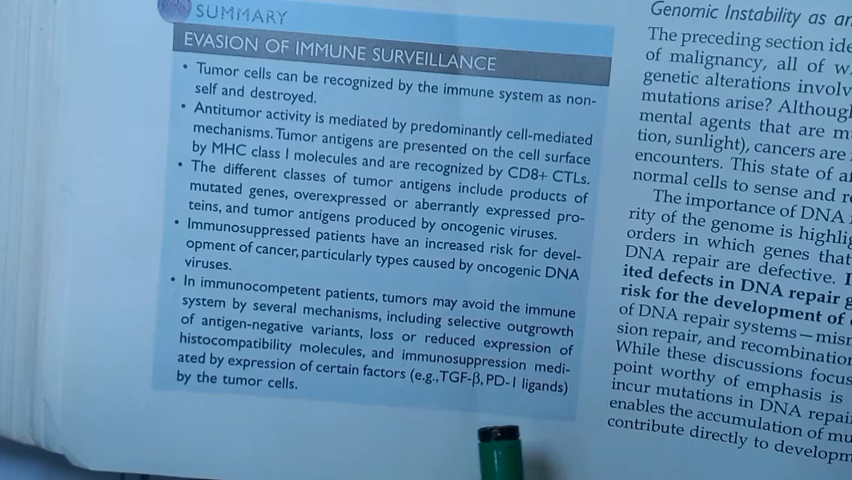 SUMMARY
EVASION OF IMMUNE SURVEILLANCE
• Tumor cells can be recognized by the immune system as non-
self and destroyed.
• Antitumor activity is mediated by predominantly cell-mediated
mechanisms. Tumor antigens are presented on the cell surface
by MHC class I molecules and are recognized by CD8+ CTLs.
• The different classes of tumor antigens include products of
mutated genes, overexpressed or aberrantly expressed pro-
teins, and tumor antigens produced by oncogenic viruses.
• Immunosuppressed patients have an increased risk for devel-
opment of cancer, particularly types caused by oncogenic DNA
viruses.
• In immunocompetent patients, tumors may avoid the immune
system by several mechanisms, including selective outgrowth
of antigen-negative variants, loss or reduced expression of
histocompatibility molecules, and immunosuppression medi-
ated by expression of certain factors (e.g., TGF-β, PD-1 ligands)
by the tumor cells.
Genomic Instability as
The preceding section
of malignancy, all of
genetic alterations
mutations arise? Although
mental agents that are
tion, sunlight), cancers are
encounters. This state of
normal cells to sense and
The importance of DNA
rity of the genome is
orders in which genes that
DNA repair are defective.
ited defects in DNA repair
risk for the development of
of DNA repair systems—
sion repair, and
While these discussions
point worthy of emphasis is
incur mutations in DNA
enables the accumulation of
contribute directly to